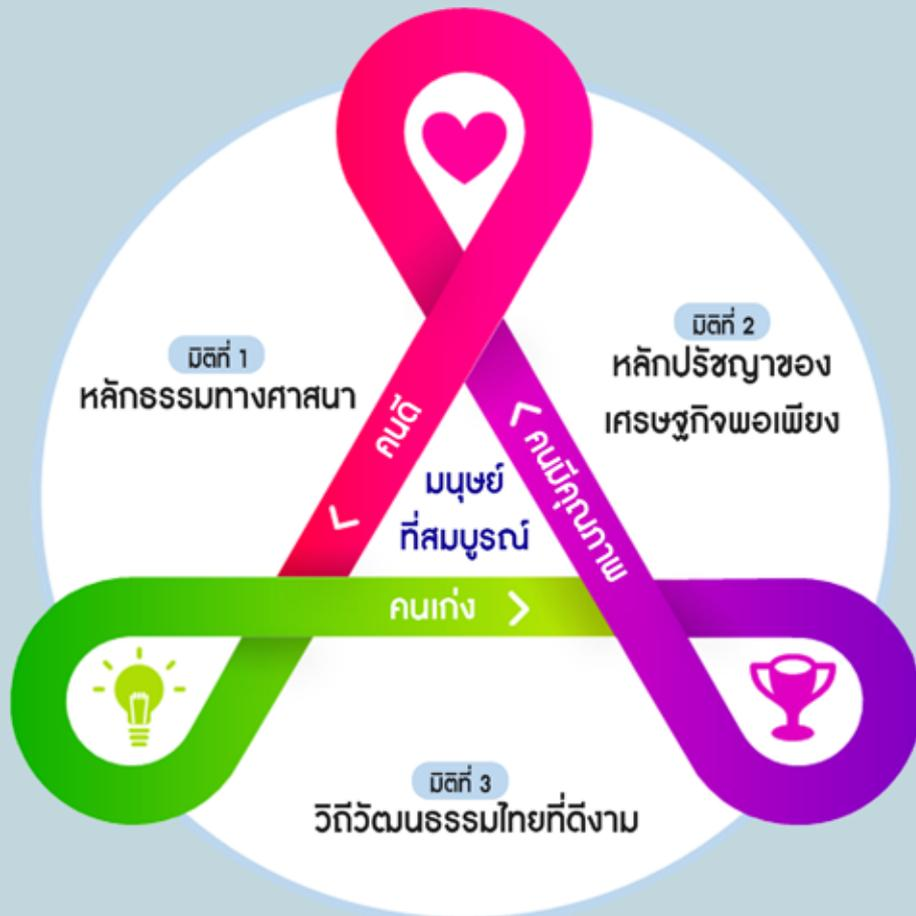 มิติที่ 1
หลักธรรมทางศาสนา
มิติที่ 2
หลักปรัชญาของ
เศรษฐกิจพอเพียง
คนดี
คนมีคุณภาพ
มนุษย์
ที่สมบูรณ์
คนเก่ง
มิติที่ 3
วิถีวัฒนธรรมไทยที่ดีงาม